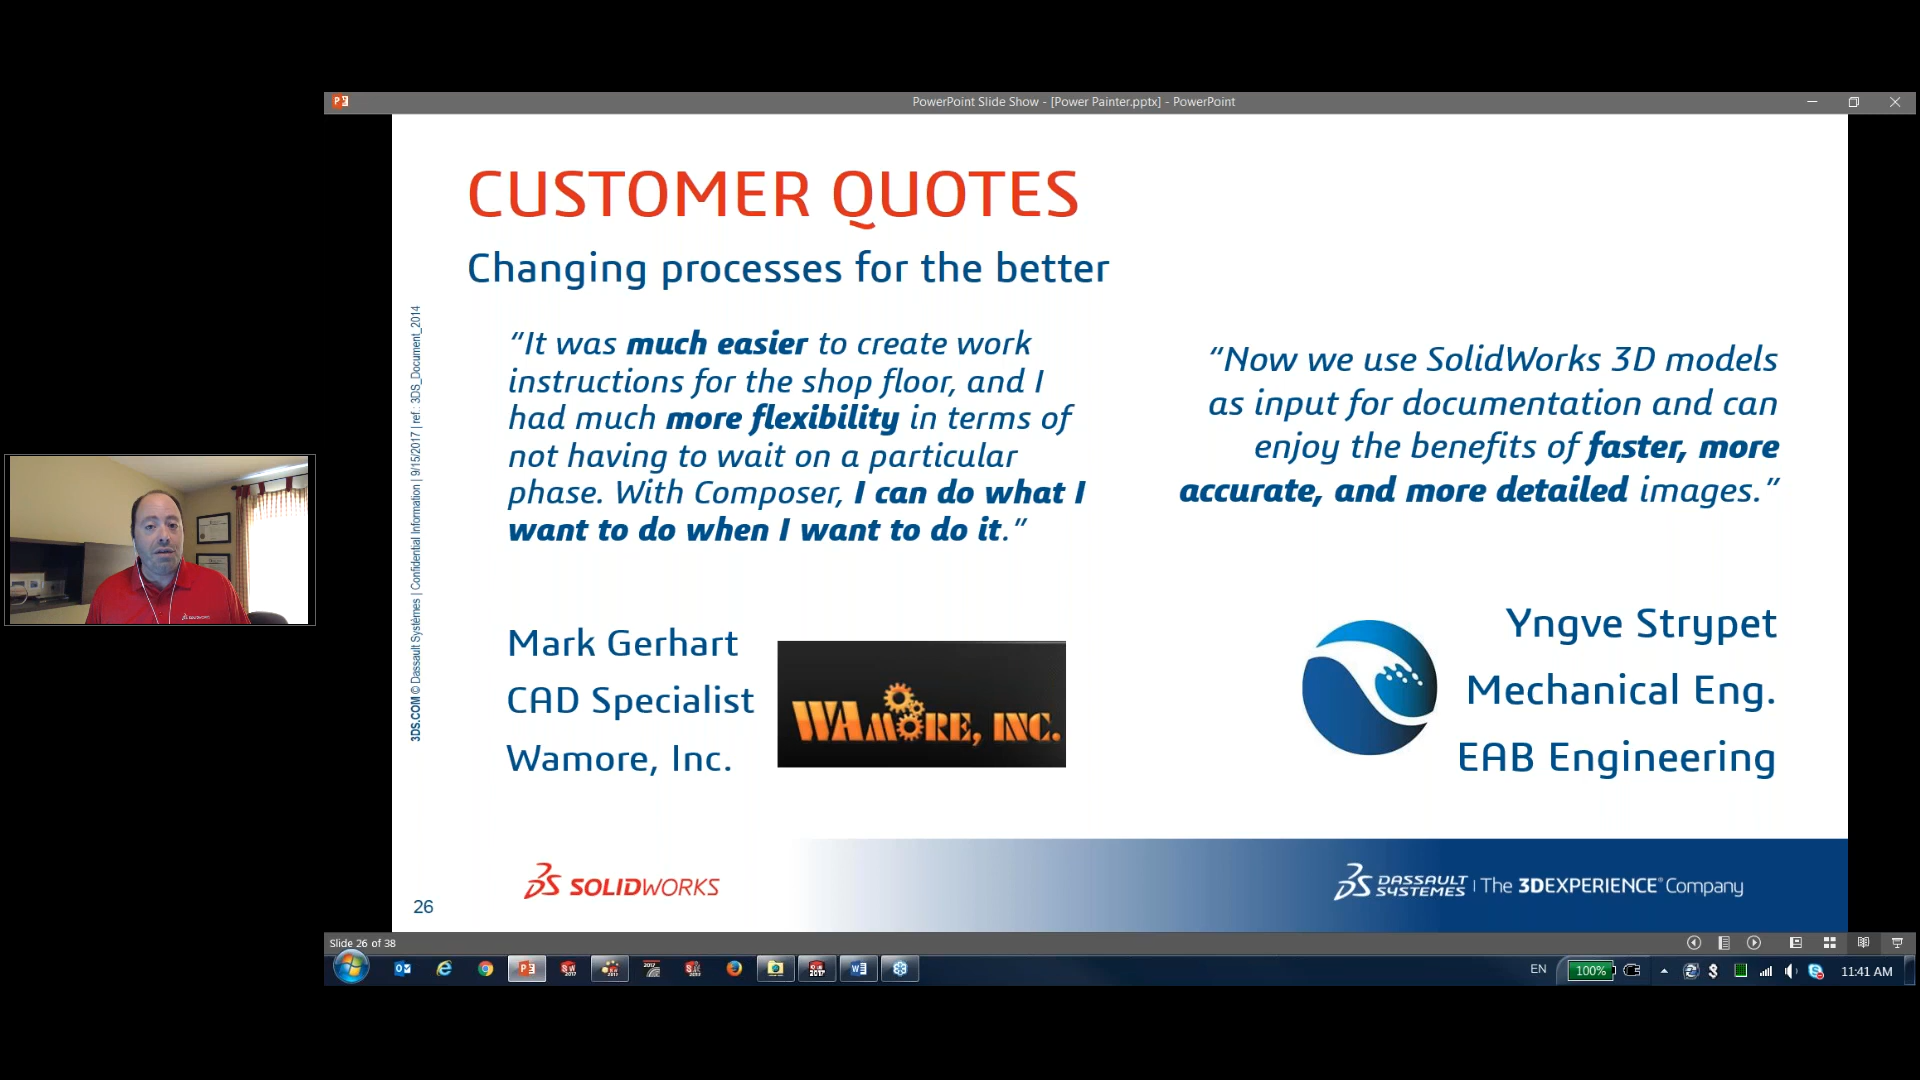 PowerPoint Slide Show - [Power Painter.pptx] - PowerPoint
CUSTOMER QUOTES
Changing processes for the better
“It was much easier to create work
instructions for the shop floor, and I
had much more flexibility in terms of
not having to wait on a particular
phase. With Composer, I can do what I
want to do when I want to do it.”
Mark Gerhart
CAD Specialist
Wamore, Inc.
WAMORE, INC.
“Now we use SolidWorks 3D models
as input for documentation and can
enjoy the benefits of faster, more
accurate, and more detailed images.”
Yngve Strypet
Mechanical Eng.
EAB Engineering
3DS.COM © Dassault Systèmes | Confidential Information | 9/15/2017 | ref.: 3DS_Document_2014
26
SOLIDWORKS
DASSAULT SYSTEMES | The 3DEXPERIENCE® Company
Slide 26 of 38
EN
100%
11:41 AM